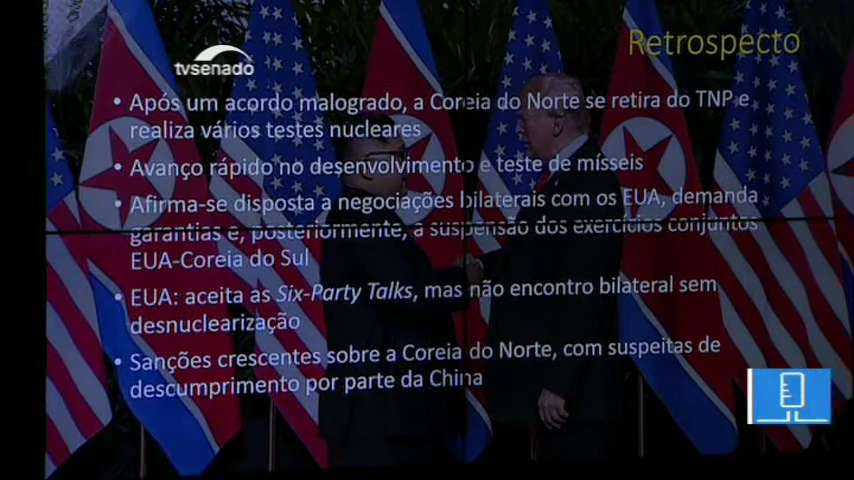 Retrospecto
tvsenado
• Após um acordo malogrado, a Coreia do Norte se retira do TNP e
realiza vários testes nucleares
• Avanço rápido no desenvolvimento e teste de mísseis
• Afirma-se disposta a negociações bilaterais com os EUA, demanda
garantias e, posteriormente, a suspensão dos exercícios conjuntos
EUA-Coreia do Sul
• EUA: aceita as Six-Party Talks, mas não encontro bilateral sem
desnuclearização
• Sanções crescentes sobre a Coreia do Norte, com suspeitas de
descumprimento por parte da China